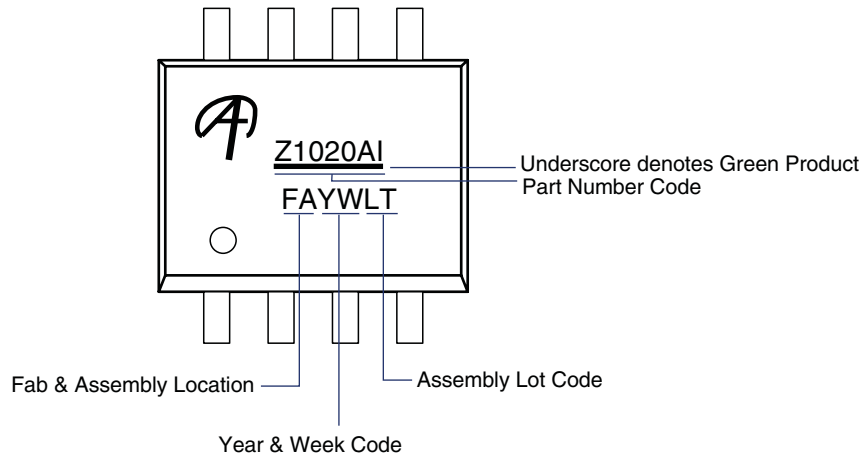 Z1020AI
Underscore denotes Green Product
Part Number Code
FAYWLT
Fab & Assembly Location
Assembly Lot Code
Year & Week Code